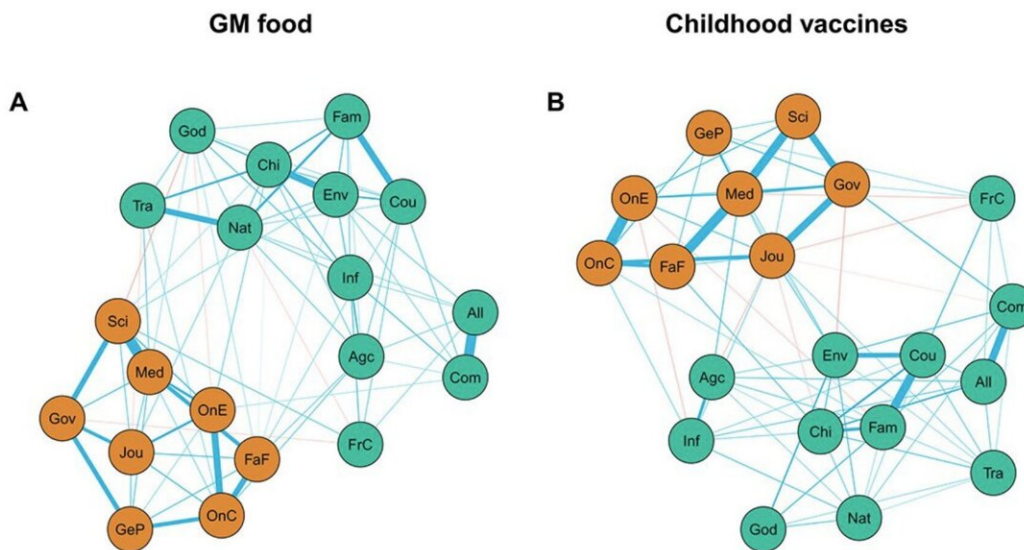 GM food
Childhood vaccines
A
God
Fam
Chi
Env
Cou
Tra
Nat
Inf
All
Sci
Agc
Com
Med
Gov
OnE
Jou
FrC
FaF
GeP
OnC
B
Sci
GeP
Gov
OnE
Med
FrC
OnC
FaF
Jou
Com
Env
Cou
Agc
All
Inf
Chi
Fam
Tra
God
Nat